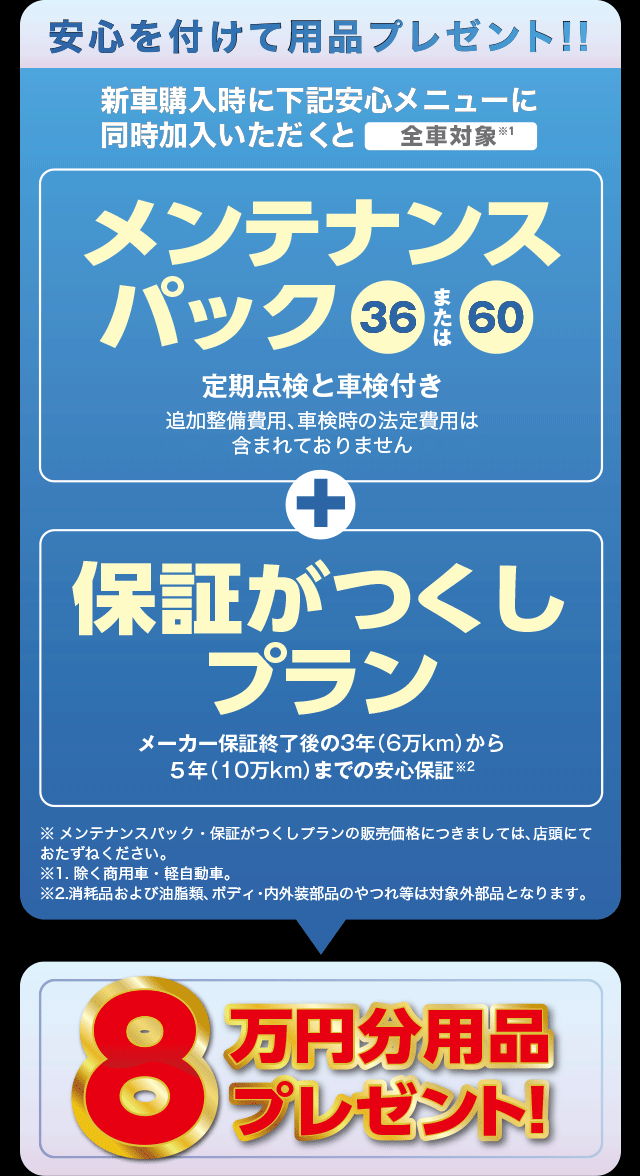 安心を付けて用品プレゼント!!
新車購入時に下記安心メニューに
同時加入いただくと 全車対象※1
メンテナンス
パック 36 または 60
定期点検と車検付き
追加整備費用、車検時の法定費用は
含まれておりません
+
保証がつくし
プラン
メーカー保証終了後の3年(6万km)から
5年(10万km)までの安心保証※2
※ メンテナンスパック・保証がつくしプランの販売価格につきましては、店頭にて
おたずねください。
※1. 除く商用車・軽自動車。
※2.消耗品および油脂類、ボディ・内外装部品のやつれ等は対象外部品となります。
8万円分用品
プレゼント!